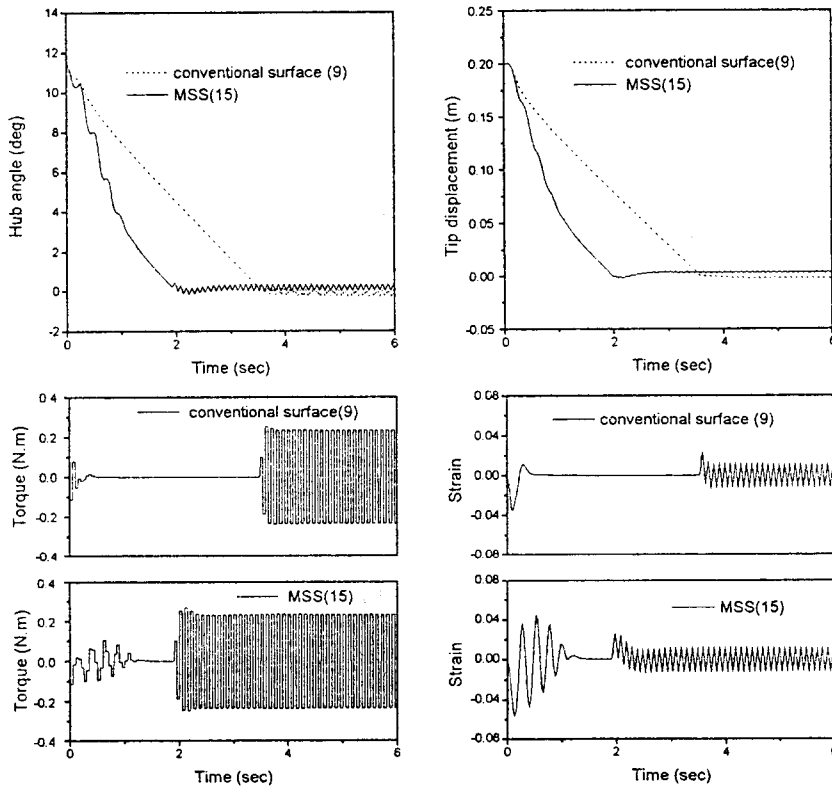 14
12
10
8
6
4
2
0
-2
Hub angle (deg)
conventional surface (9)
MSS(15)
0 2 4 6
Time (sec)
0.25
0.20
0.15
0.10
0.05
0.00
-0.05
Tip displacement (m)
conventional surface(9)
MSS(15)
0 2 4 6
Time (sec)
0.4
0.2
0.0
-0.2
-0.4
Torque (N.m)
conventional surface(9)
0.4
0.2
0.0
-0.2
-0.4
Torque (N.m)
MSS(15)
0 2 4 6
Time (sec)
0.08
0.04
0.00
-0.04
-0.08
Strain
conventional surface (9)
0.08
0.04
0.00
-0.04
-0.08
Strain
MSS(15)
0 2 4 6
Time (sec)